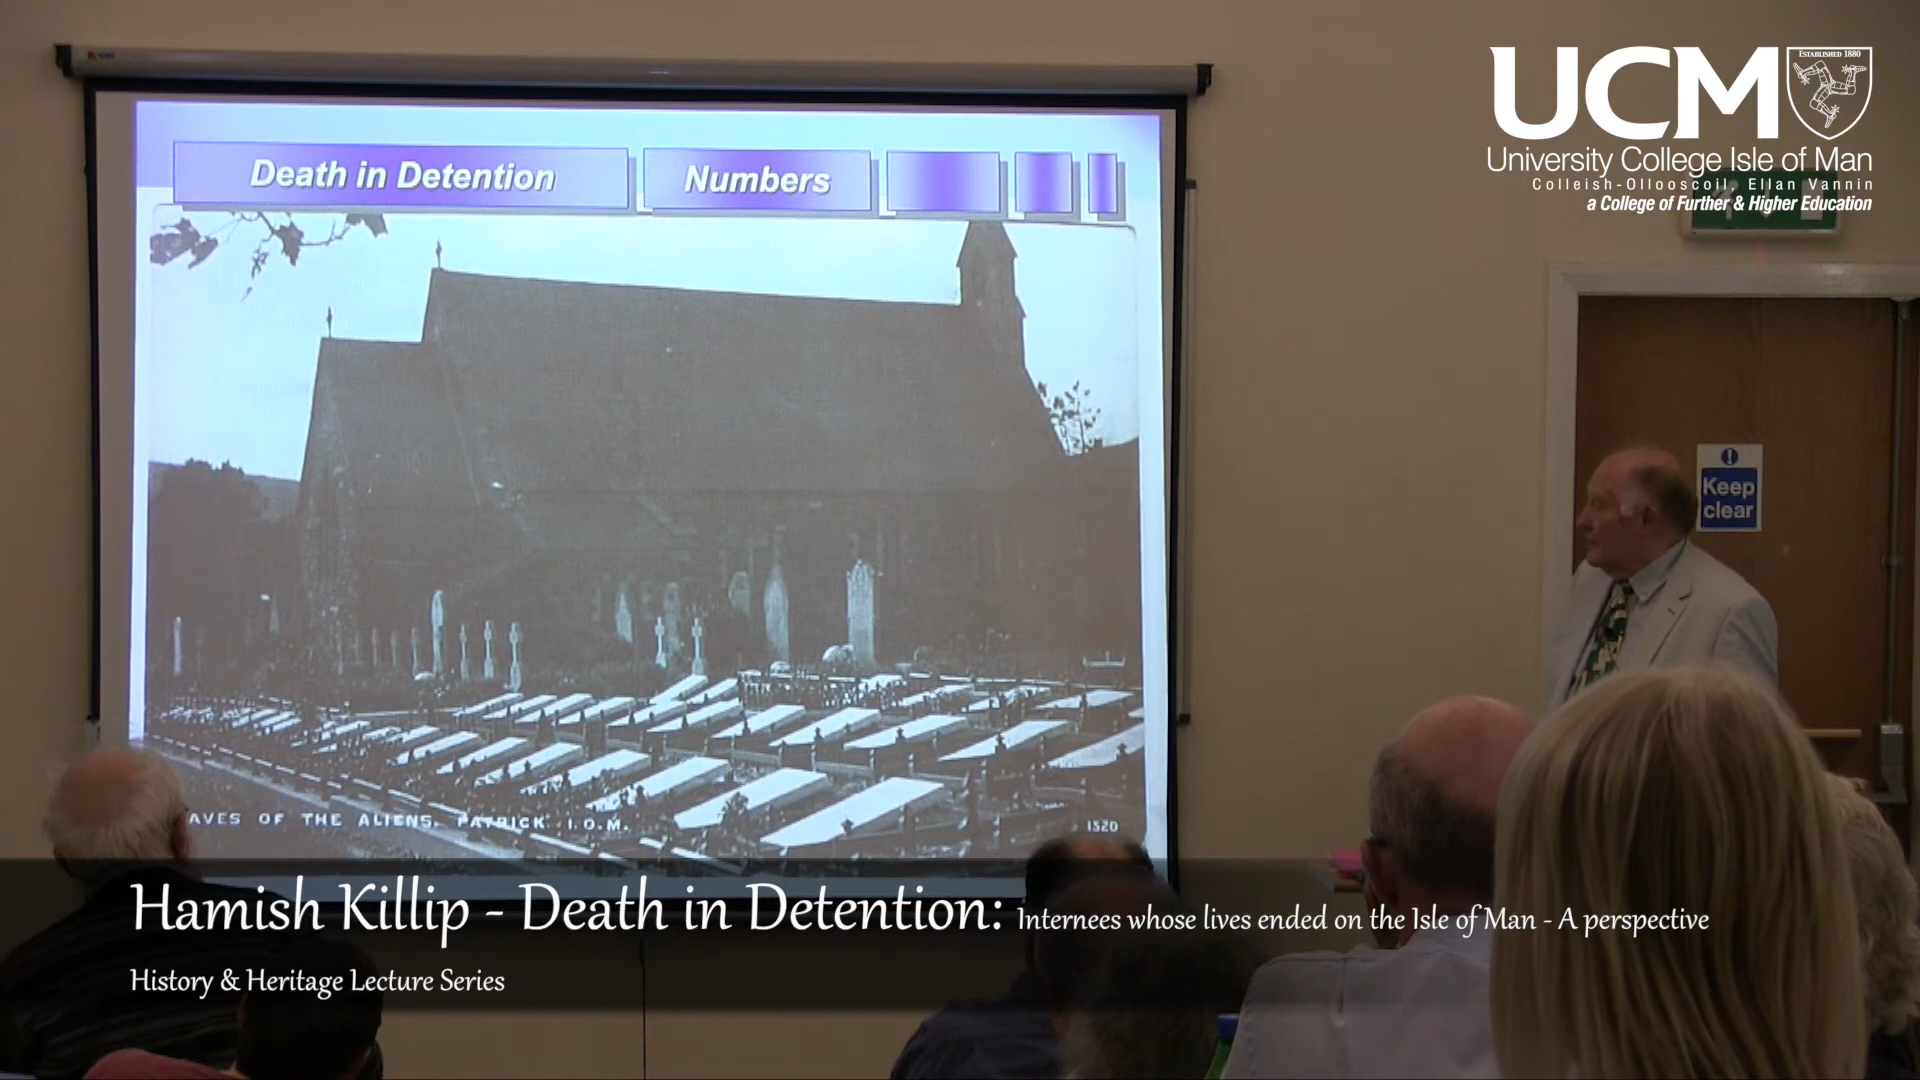 Death in Detention
Numbers
AVES OF THE ALIENS, PATRICK I.O.M.
1320
UCM
ESTABLISHED 1880
University College Isle of Man
Colleish-Ollooscoil, Ellan Vannin
a College of Further & Higher Education
Keep
clear
Hamish Killip - Death in Detention: Internees whose lives ended on the Isle of Man - A perspective
History & Heritage Lecture Series